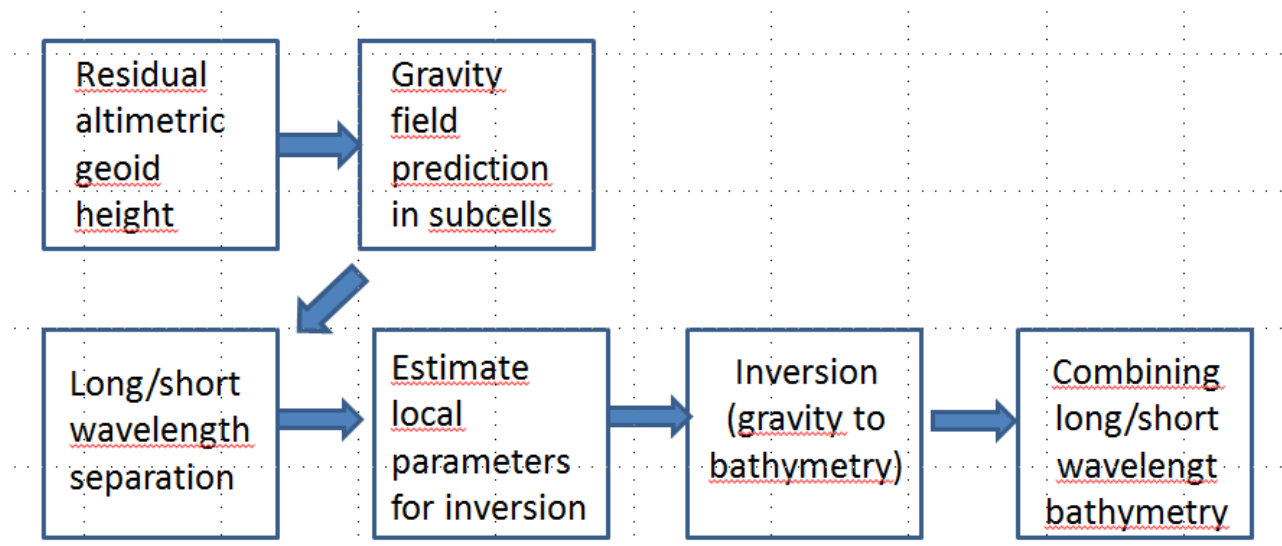 Residual
altimetric
geoid
height
Gravity
field
prediction
in subcells
Long/short
wavelength
separation
Estimate
local
parameters
for inversion
Inversion
(gravity to
bathymetry)
Combining
long/short
wavelengt
bathymetry